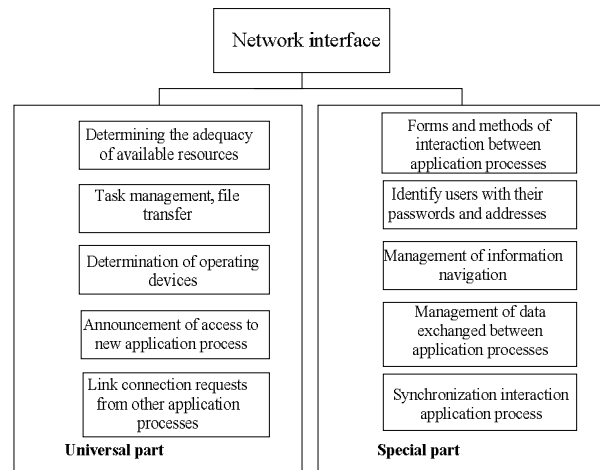 Network interface
Determining the adequacy
of available resources
Task management, file
transfer
Determination of operating
devices
Announcement of access to
new application process
Link connection requests
from other application
processes
Universal part
Forms and methods of
interaction between
application processes
Identify users with their
passwords and addresses
Management of information
navigation
Management of data
exchanged between
application processes
Synchronization interaction
application process
Special part